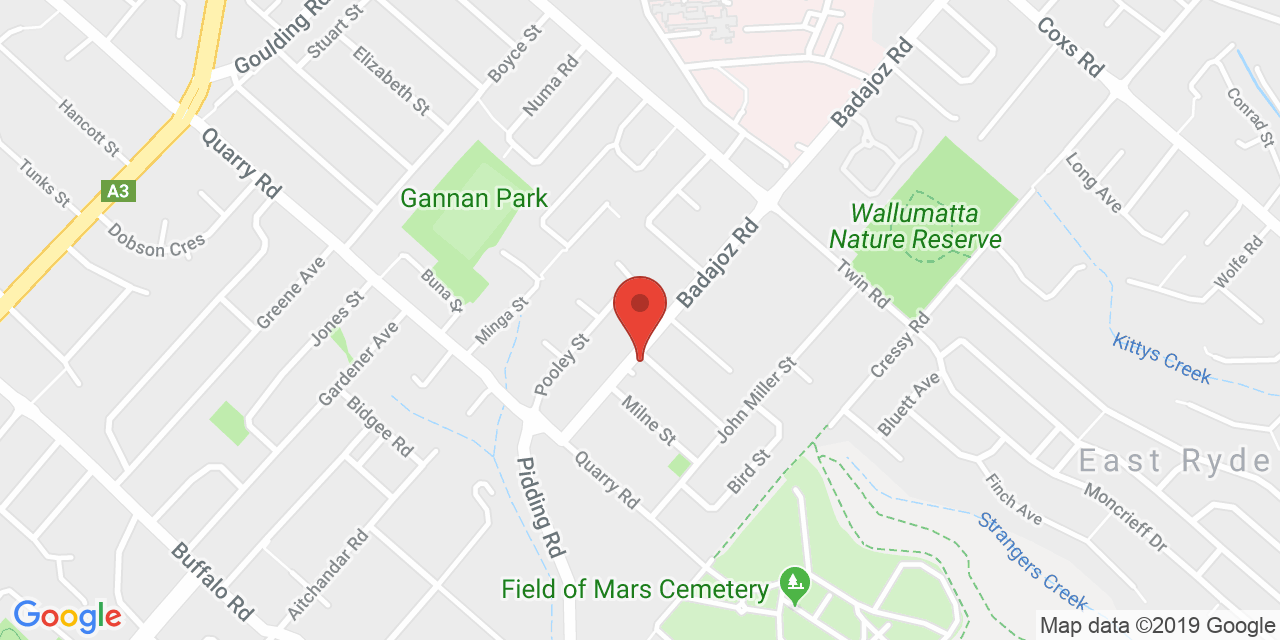 Goulding Rd
Stuart St
Elizabeth St
Boyce St
Numa Rd
Badajoz Rd
Coxs Rd
Conrad St
Hancott St
Tunks St
Quarry Rd
A3
Dobson Cres
Gannan Park
Wallumatta
Nature Reserve
Long Ave
Wolfe Rd
Greene Ave
Jones St
Buna St
Minga St
Badajoz Rd
Twin Rd
Gardener Ave
Pooley St
Cressy Rd
Kittys Creek
Bidgee Rd
Milne St
John Miller St
Bluett Ave
East Ryde
Pidding Rd
Quarry Rd
Bird St
Finch Ave
Moncrieff Dr
Strangers Creek
Buffalo Rd
Aitchandar Rd
Field of Mars Cemetery
Google
Map data ©2019 Google